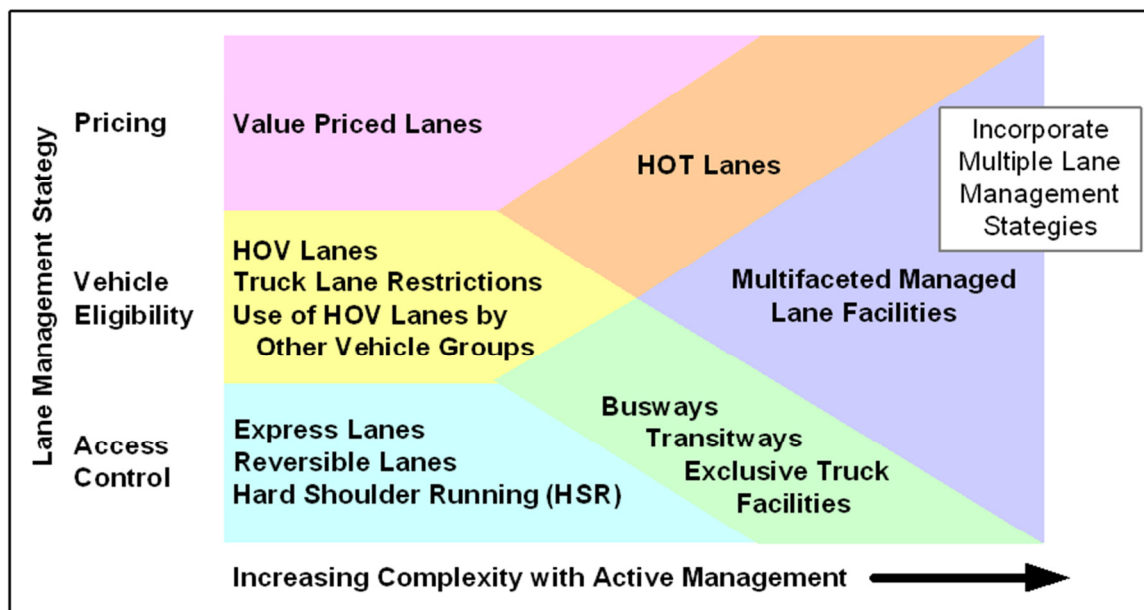 Lane Management Stategy
Pricing
Value Priced Lanes
HOT Lanes
Incorporate
Multiple Lane
Management
Stategies
Vehicle
Eligibility
HOV Lanes
Truck Lane Restrictions
Use of HOV Lanes by
Other Vehicle Groups
Multifaceted Managed
Lane Facilities
Access
Control
Express Lanes
Reversible Lanes
Hard Shoulder Running (HSR)
Busways
Transitways
Exclusive Truck
Facilities
Increasing Complexity with Active Management